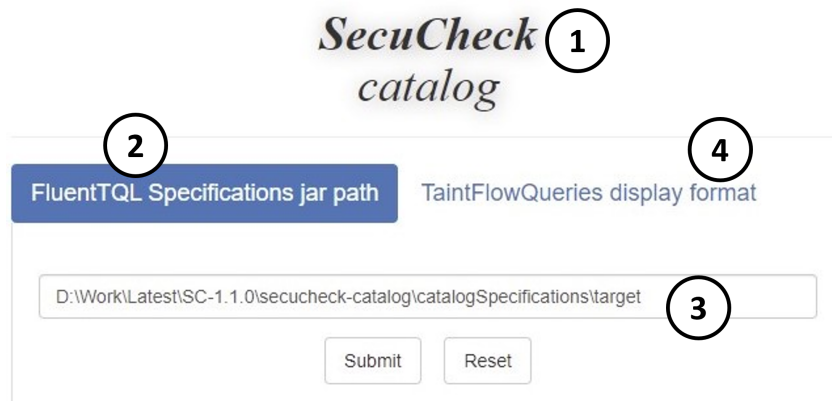 SecuCheck 1
catalog
2 4
FluentTQL Specifications jar path TaintFlowQueries display format
D:\Work\Latest\SC-1.1.0\secucheck-catalog\catalogSpecifications\target 3
Submit Reset